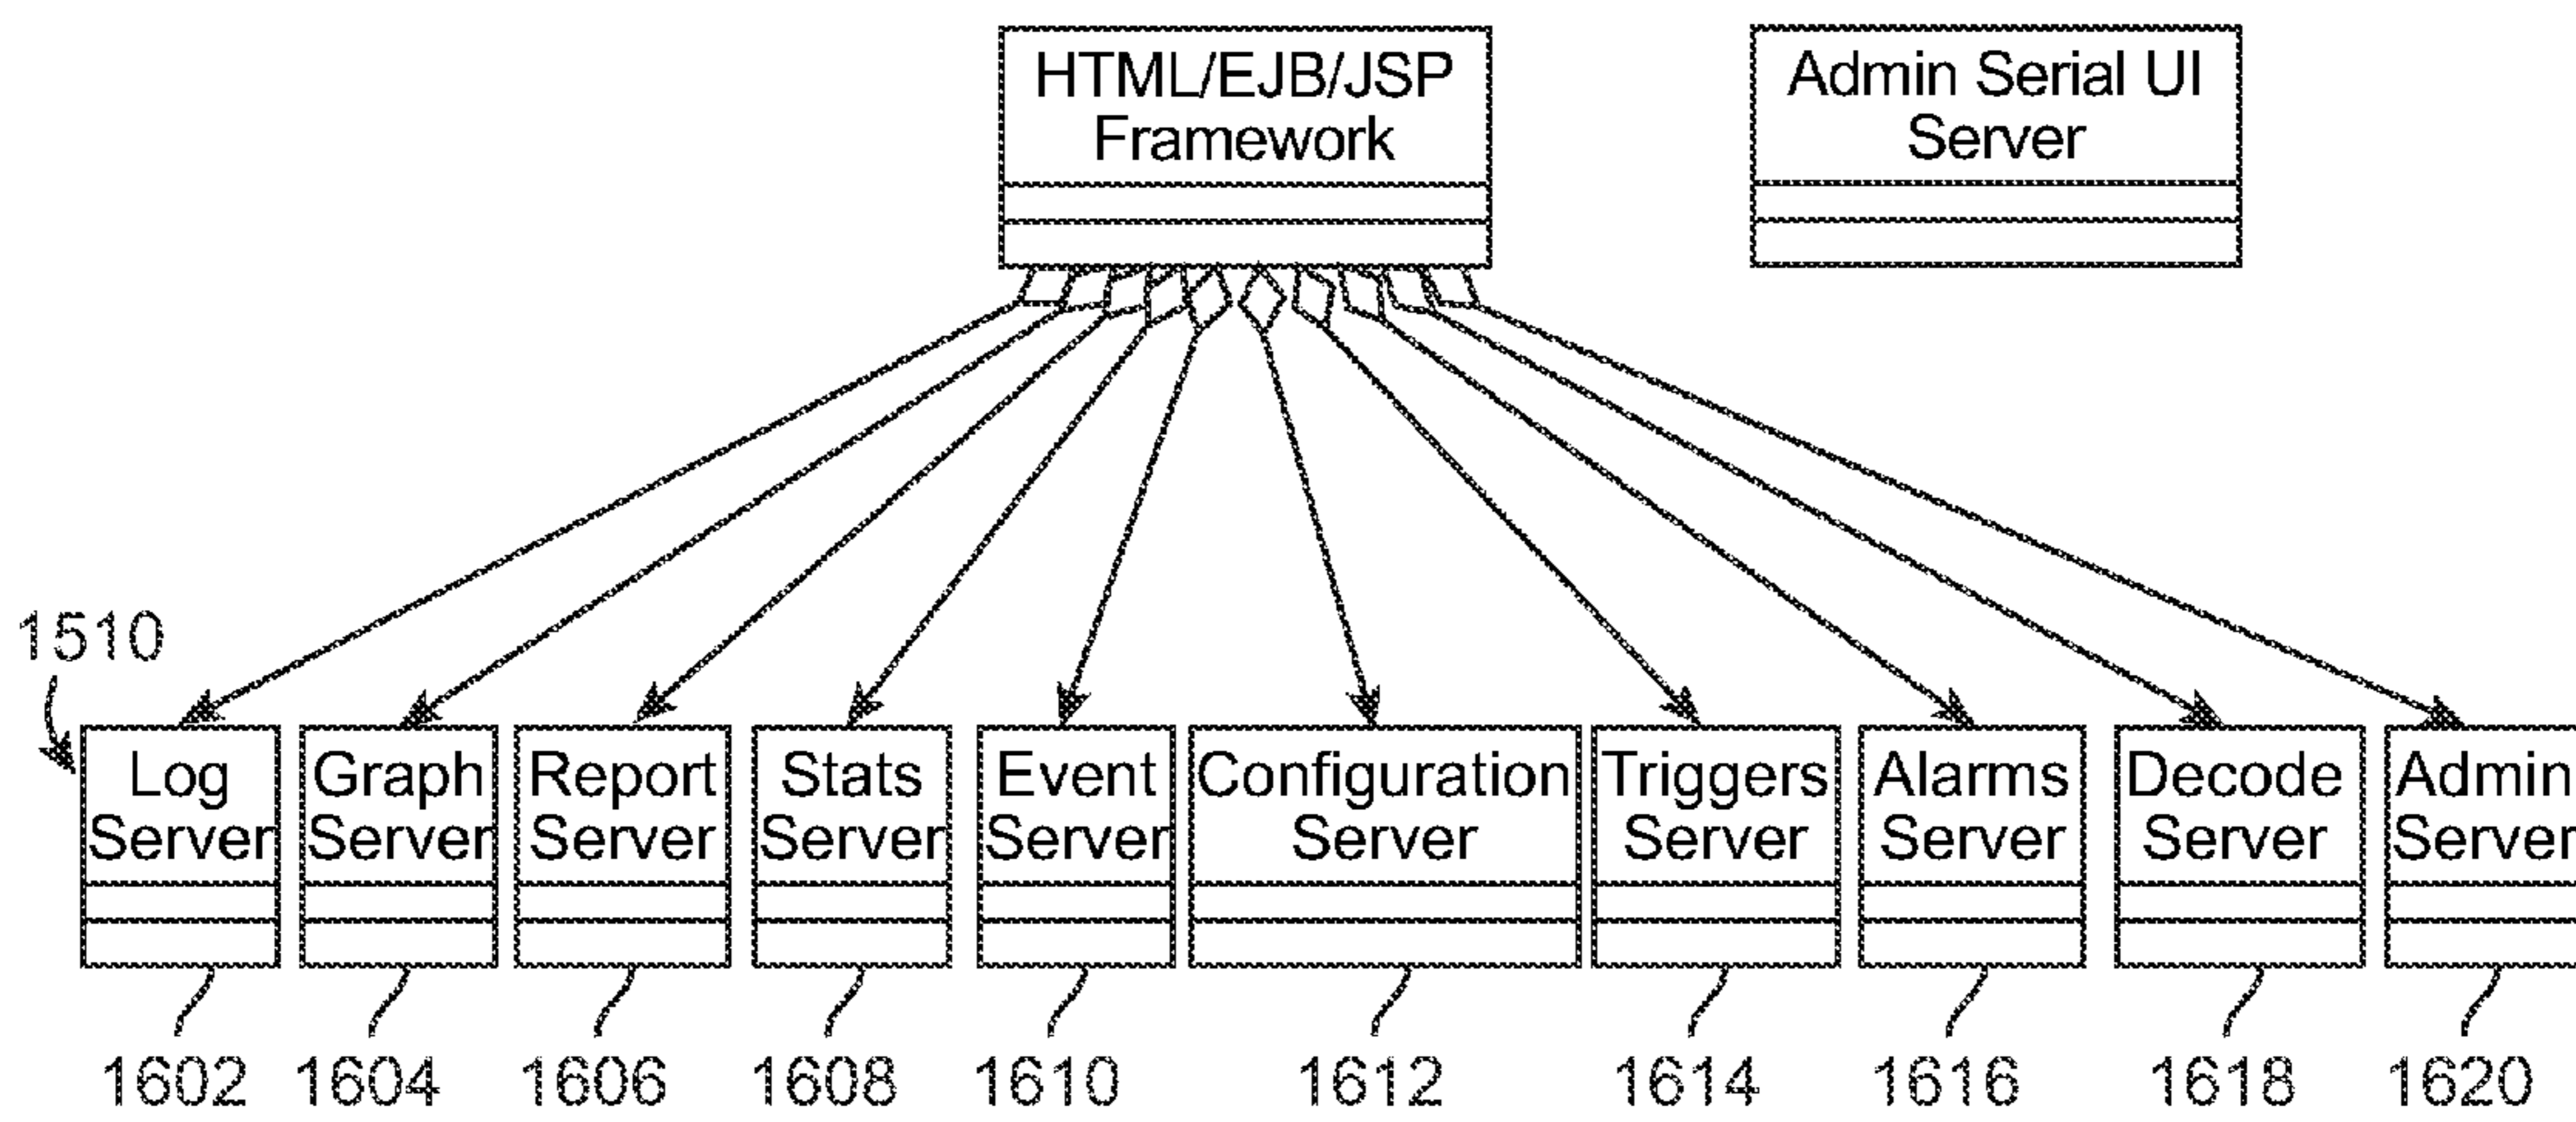 HTML/EJB/JSP
Framework
Admin Serial UI
Server
1510
Log
Server
Graph
Server
Report
Server
Stats
Server
Event
Server
Configuration
Server
Triggers
Server
Alarms
Server
Decode
Server
Admin
Server
1602
1604
1606
1608
1610
1612
1614
1616
1618
1620